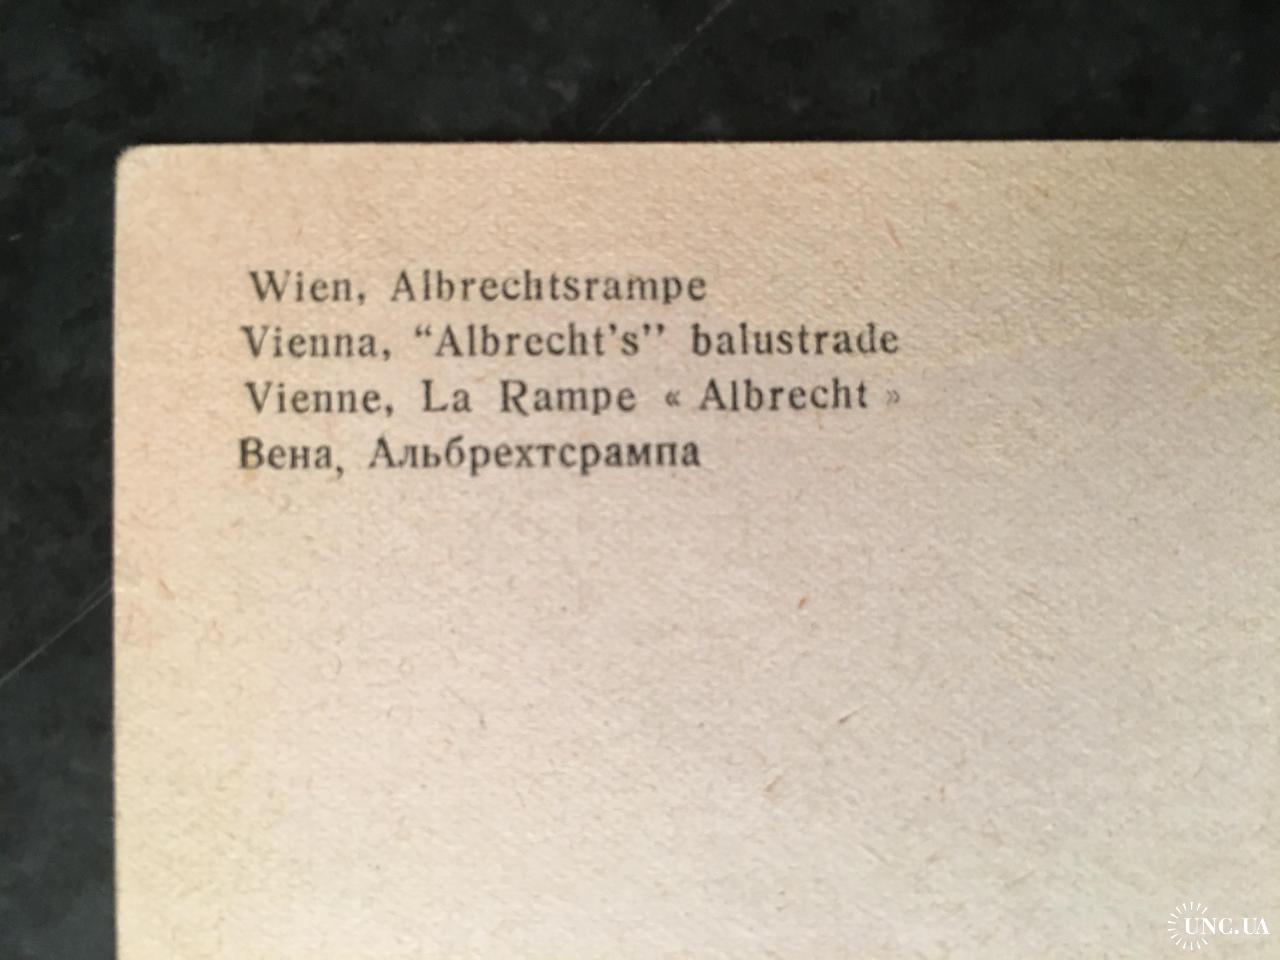 Wien, Albrechtsrampe
Vienna, “Albrecht’s’’ balustrade
Vienne, La Rampe « Albrecht »
Вена, Альбрехтсрампа
UNC.UA